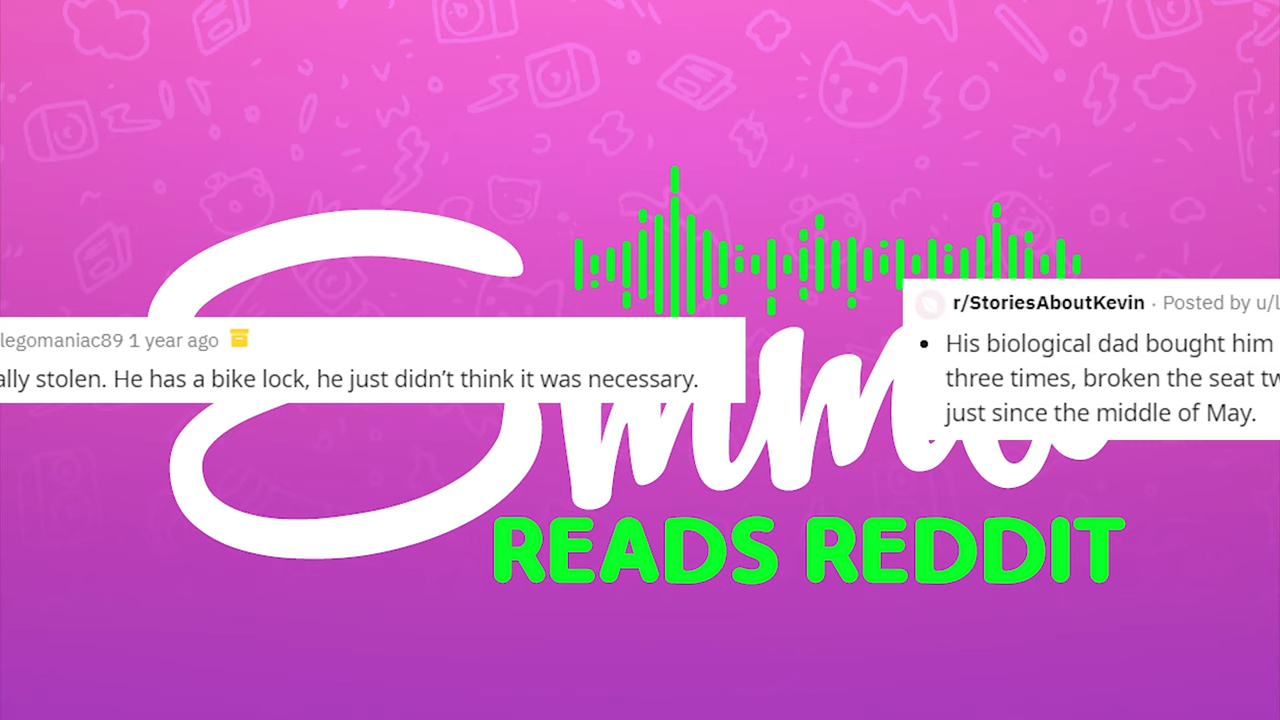 r/StoriesAboutKevin · Posted by
His biological dad bought him
three times, broken the seat
just since the middle of May.
legomaniac89 1 year ago
stolen. He has a bike lock, he just didn’t think it was necessary.
READS REDDIT